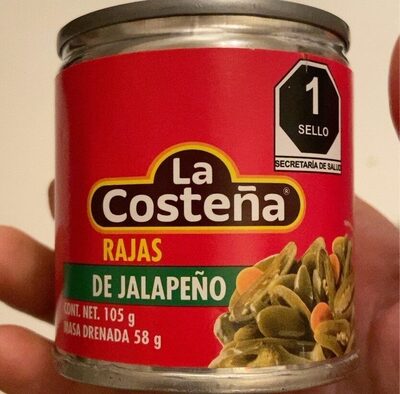 1
SELLO
SECRETARÍA DE SALUD
La
Costeña®
RAJAS
DE JALAPEÑO
CONT. NET. 105 g
MASA DRENADA 58 g